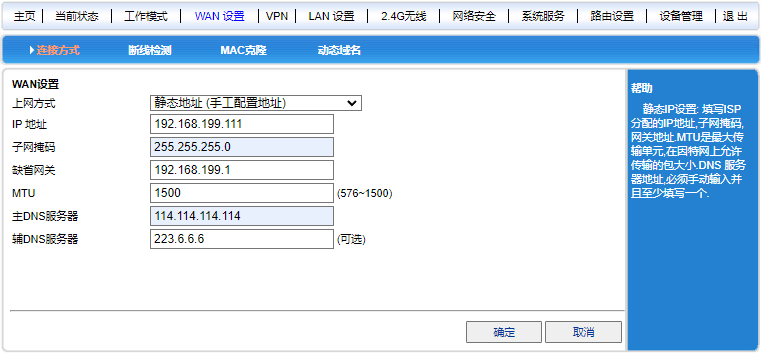 主页 当前状态 工作模式 WAN 设置 VPN LAN 设置 2.4G无线 网络安全 系统服务 路由设置 设备管理 退 出
连接方式 断线检测 MAC克隆 动态域名
WAN设置
上网方式 静态地址 (手工配置地址)
IP 地址 192.168.199.111
子网掩码 255.255.255.0
缺省网关 192.168.199.1
MTU 1500 (576~1500)
主DNS服务器 114.114.114.114
辅DNS服务器 223.6.6.6 (可选)
确定 取消
帮助
静态IP设置: 填写ISP
分配的IP地址,子网掩码,
网关地址.MTU是最大传
输单元,在因特网上允许
传输的包大小.DNS 服务
器地址,必须手动输入并
且至少填写一个.